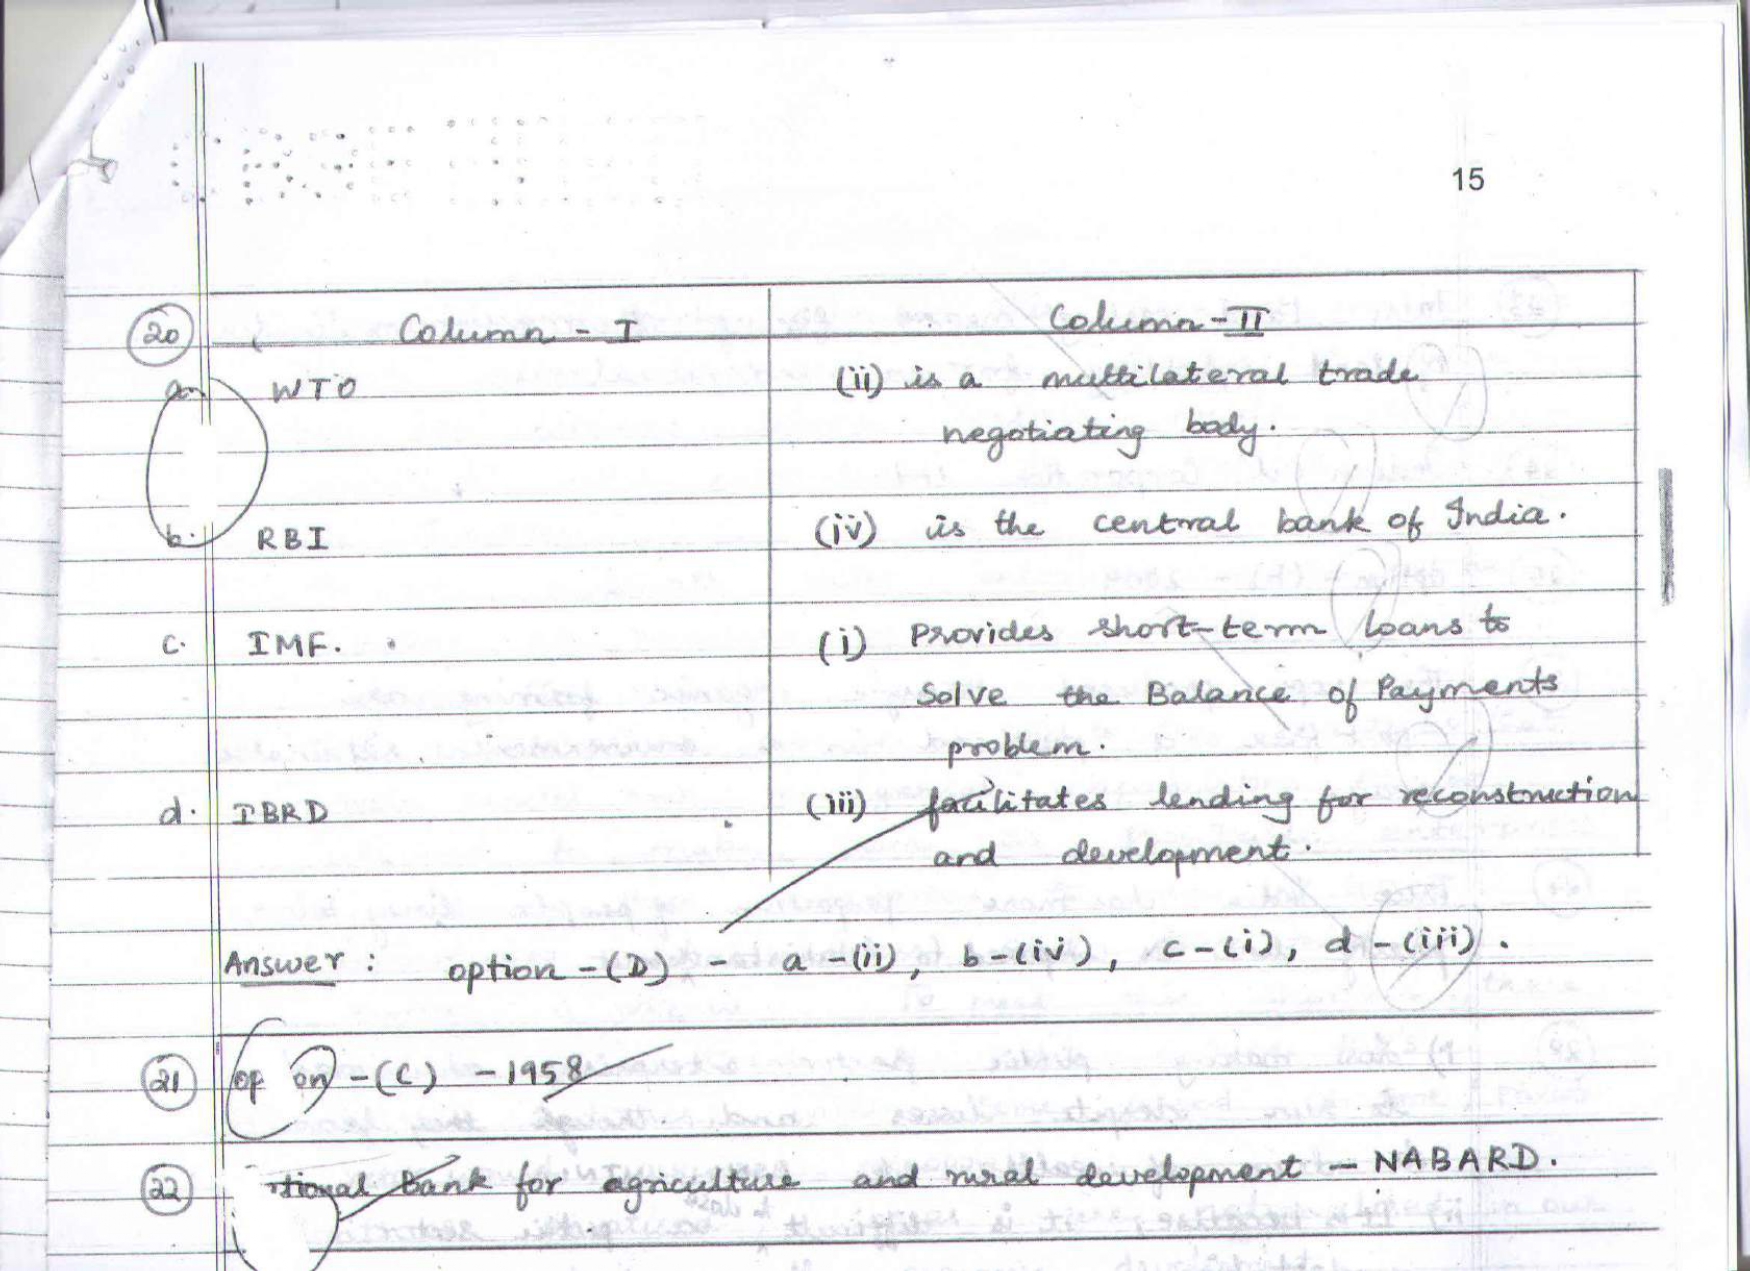 15
20 Column - I Column - II
a. WTO (ii) is a multilateral trade
negotiating body.
b. RBI (iv) is the central bank of India.
c. IMF. (i) Provides short-term loans to
Solve the Balance of Payments
problem.
d. IBRD (iii) facilitates lending for reconstruction
and development.
Answer : option - (D) - a - (ii), b - (iv), c - (i), d - (iii).
21 op on - (C) - 1958
22 tional bank for agriculture and rural development - NABARD.